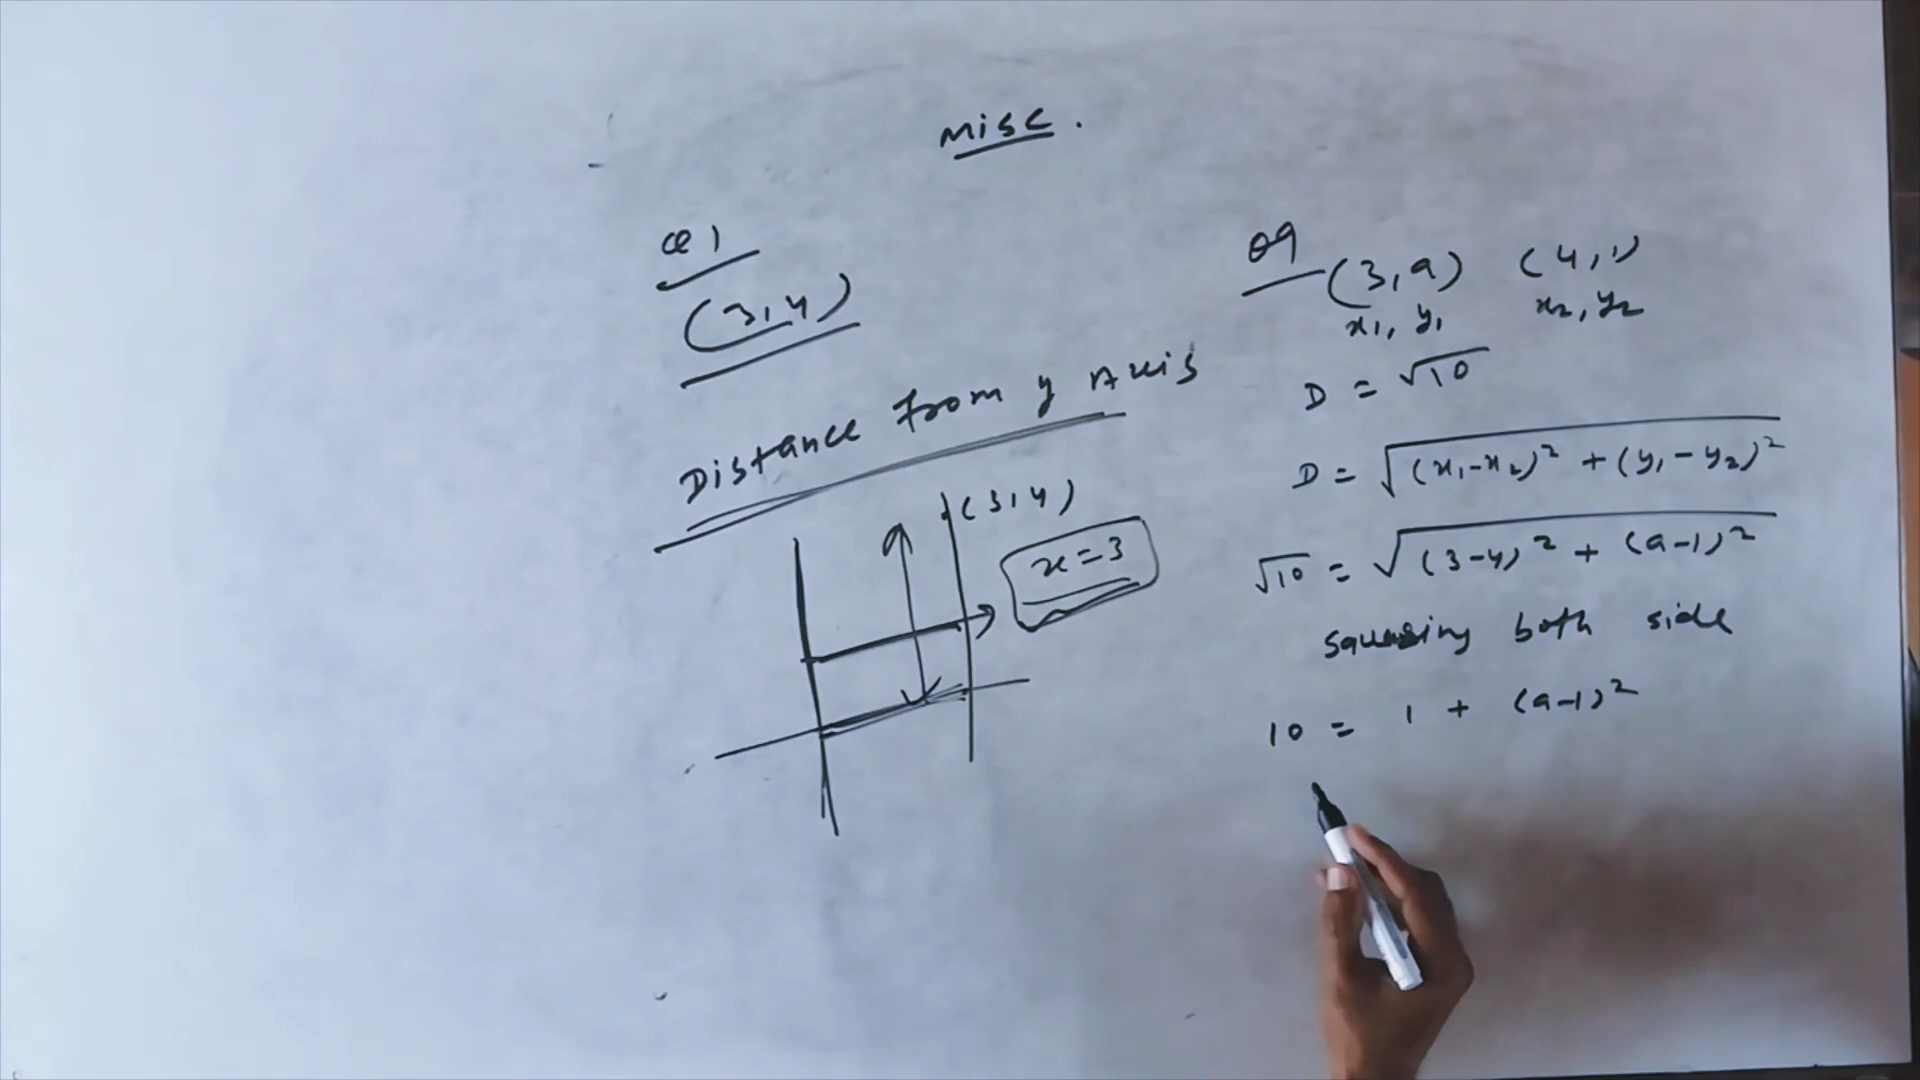 Misc.
Q1
(3,4)
Distance from y Axis
(3,4)
x=3
Q9
(3,a) (4,1)
x₁, y₁ x₂, y₂
D = √10
D = √(x₁-x₂)² + (y₁-y₂)²
√10 = √(3-4)² + (a-1)²
squaring both side
10 = 1 + (a-1)²